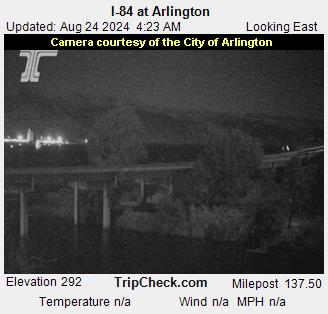 I-84 at Arlington
Updated: Aug 24 2024 4:23 AM Looking East
Camera courtesy of the City of Arlington
Elevation 292 TripCheck.com Milepost 137.50
Temperature n/a Wind n/a MPH n/a